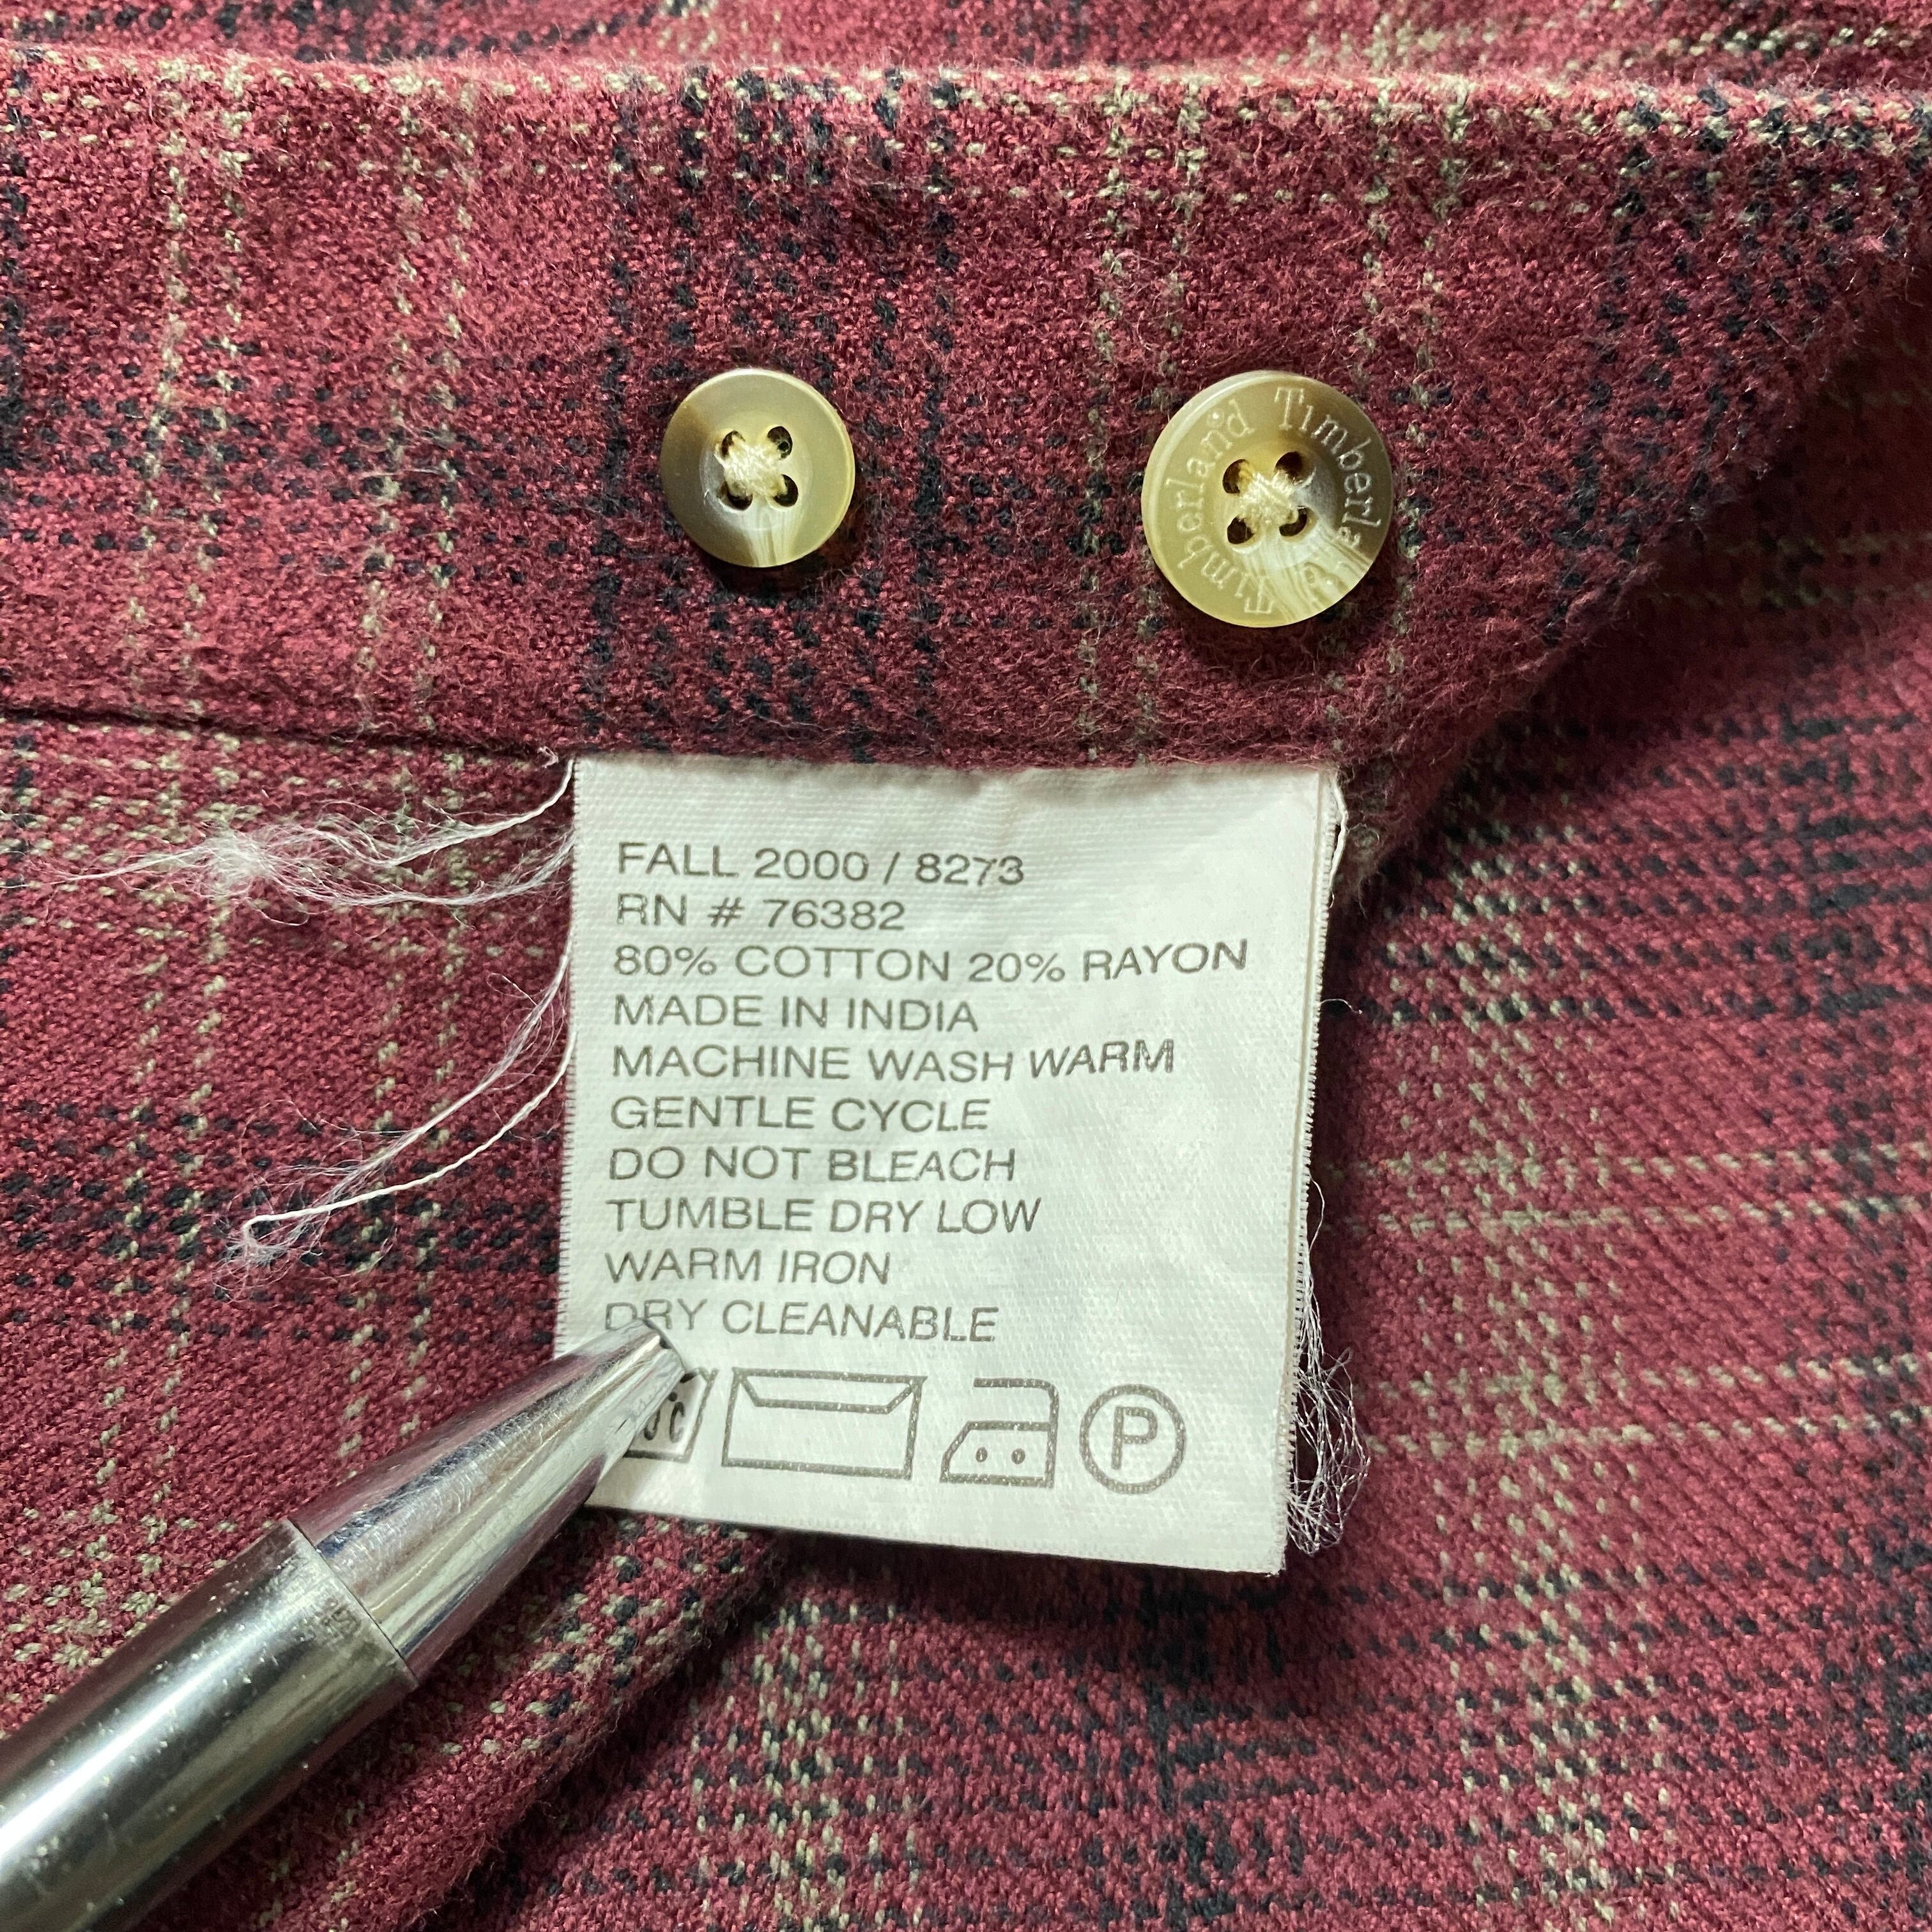 Timberland Timberland
FALL 2000 / 8273
RN # 76382
80% COTTON 20% RAYON
MADE IN INDIA
MACHINE WASH WARM
GENTLE CYCLE
DO NOT BLEACH
TUMBLE DRY LOW
WARM IRON
DRY CLEANABLE
P